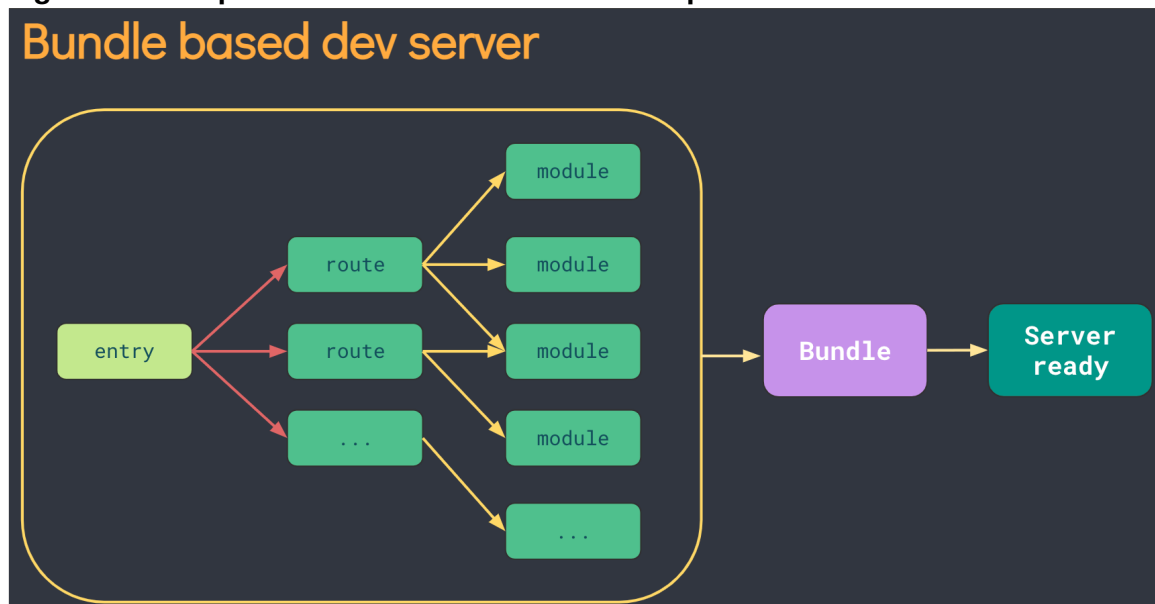 Bundle based dev server
module
route
module
entry
route
module
Bundle
Server
ready
...
module
...